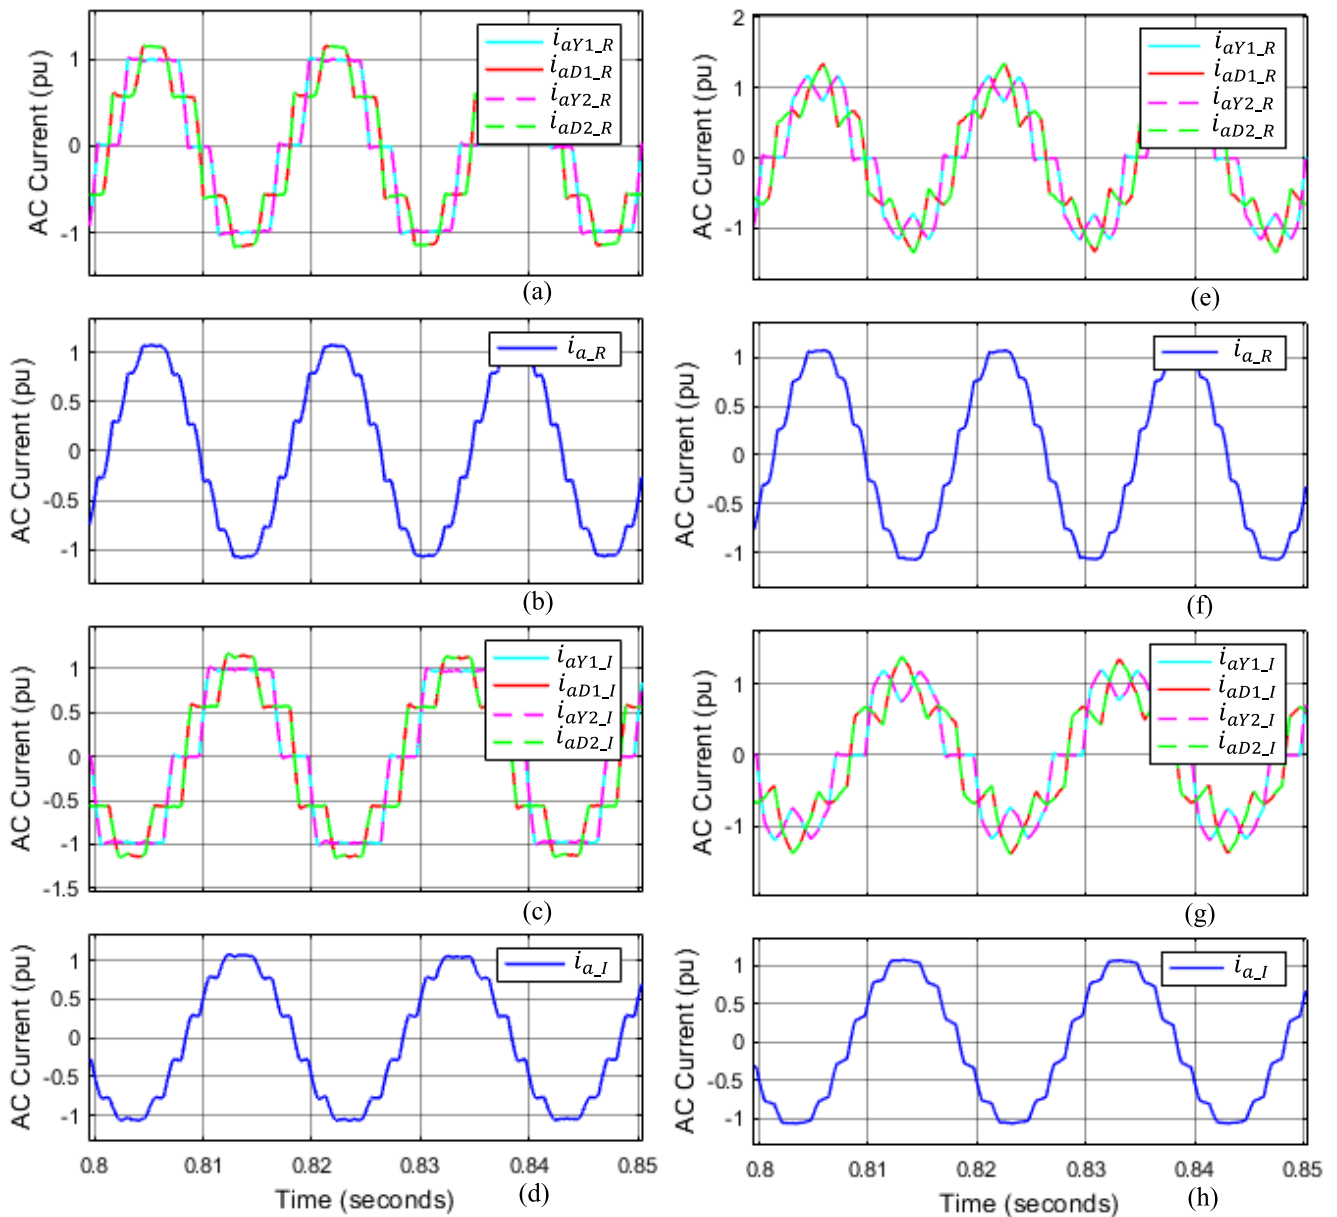 AC Current (pu)
1
0
-1
i_aY1_R
i_aD1_R
i_aY2_R
i_aD2_R
(a)
AC Current (pu)
1
0.5
0
-0.5
-1
i_a_R
(b)
AC Current (pu)
1
0.5
0
-0.5
-1
-1.5
i_aY1_I
i_aD1_I
i_aY2_I
i_aD2_I
(c)
AC Current (pu)
1
0.5
0
-0.5
-1
i_a_I
0.8 0.81 0.82 0.83 0.84 0.85
Time (seconds)
(d)
AC Current (pu)
2
1
0
-1
i_aY1_R
i_aD1_R
i_aY2_R
i_aD2_R
(e)
AC Current (pu)
1
0.5
0
-0.5
-1
i_a_R
(f)
AC Current (pu)
1
0
-1
i_aY1_I
i_aD1_I
i_aY2_I
i_aD2_I
(g)
AC Current (pu)
1
0.5
0
-0.5
-1
i_a_I
0.8 0.81 0.82 0.83 0.84 0.85
Time (seconds)
(h)